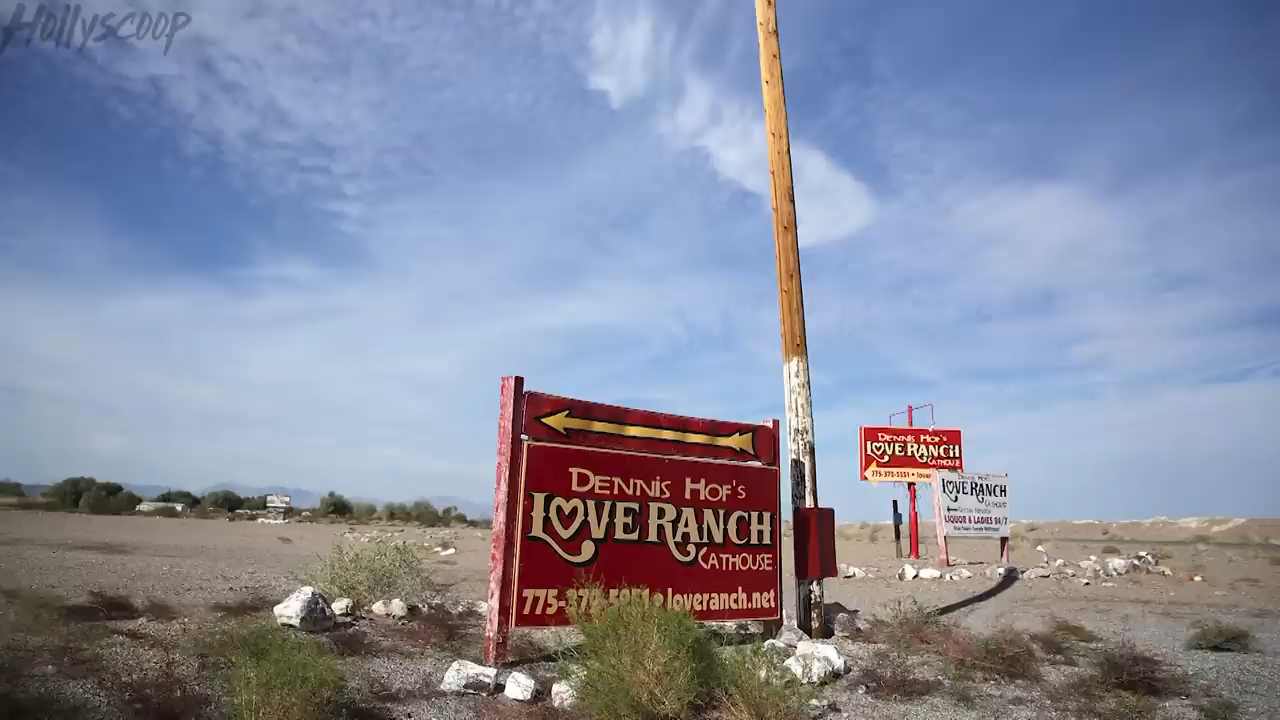 Hollyscoop
DENNIS HOF'S
LOVE RANCH
CATHOUSE
loveranch.net
DENNIS HOF'S
LOVE RANCH
CATHOUSE
LOVE RANCH
CATHOUSE
LIQUOR & LADIES 24/7